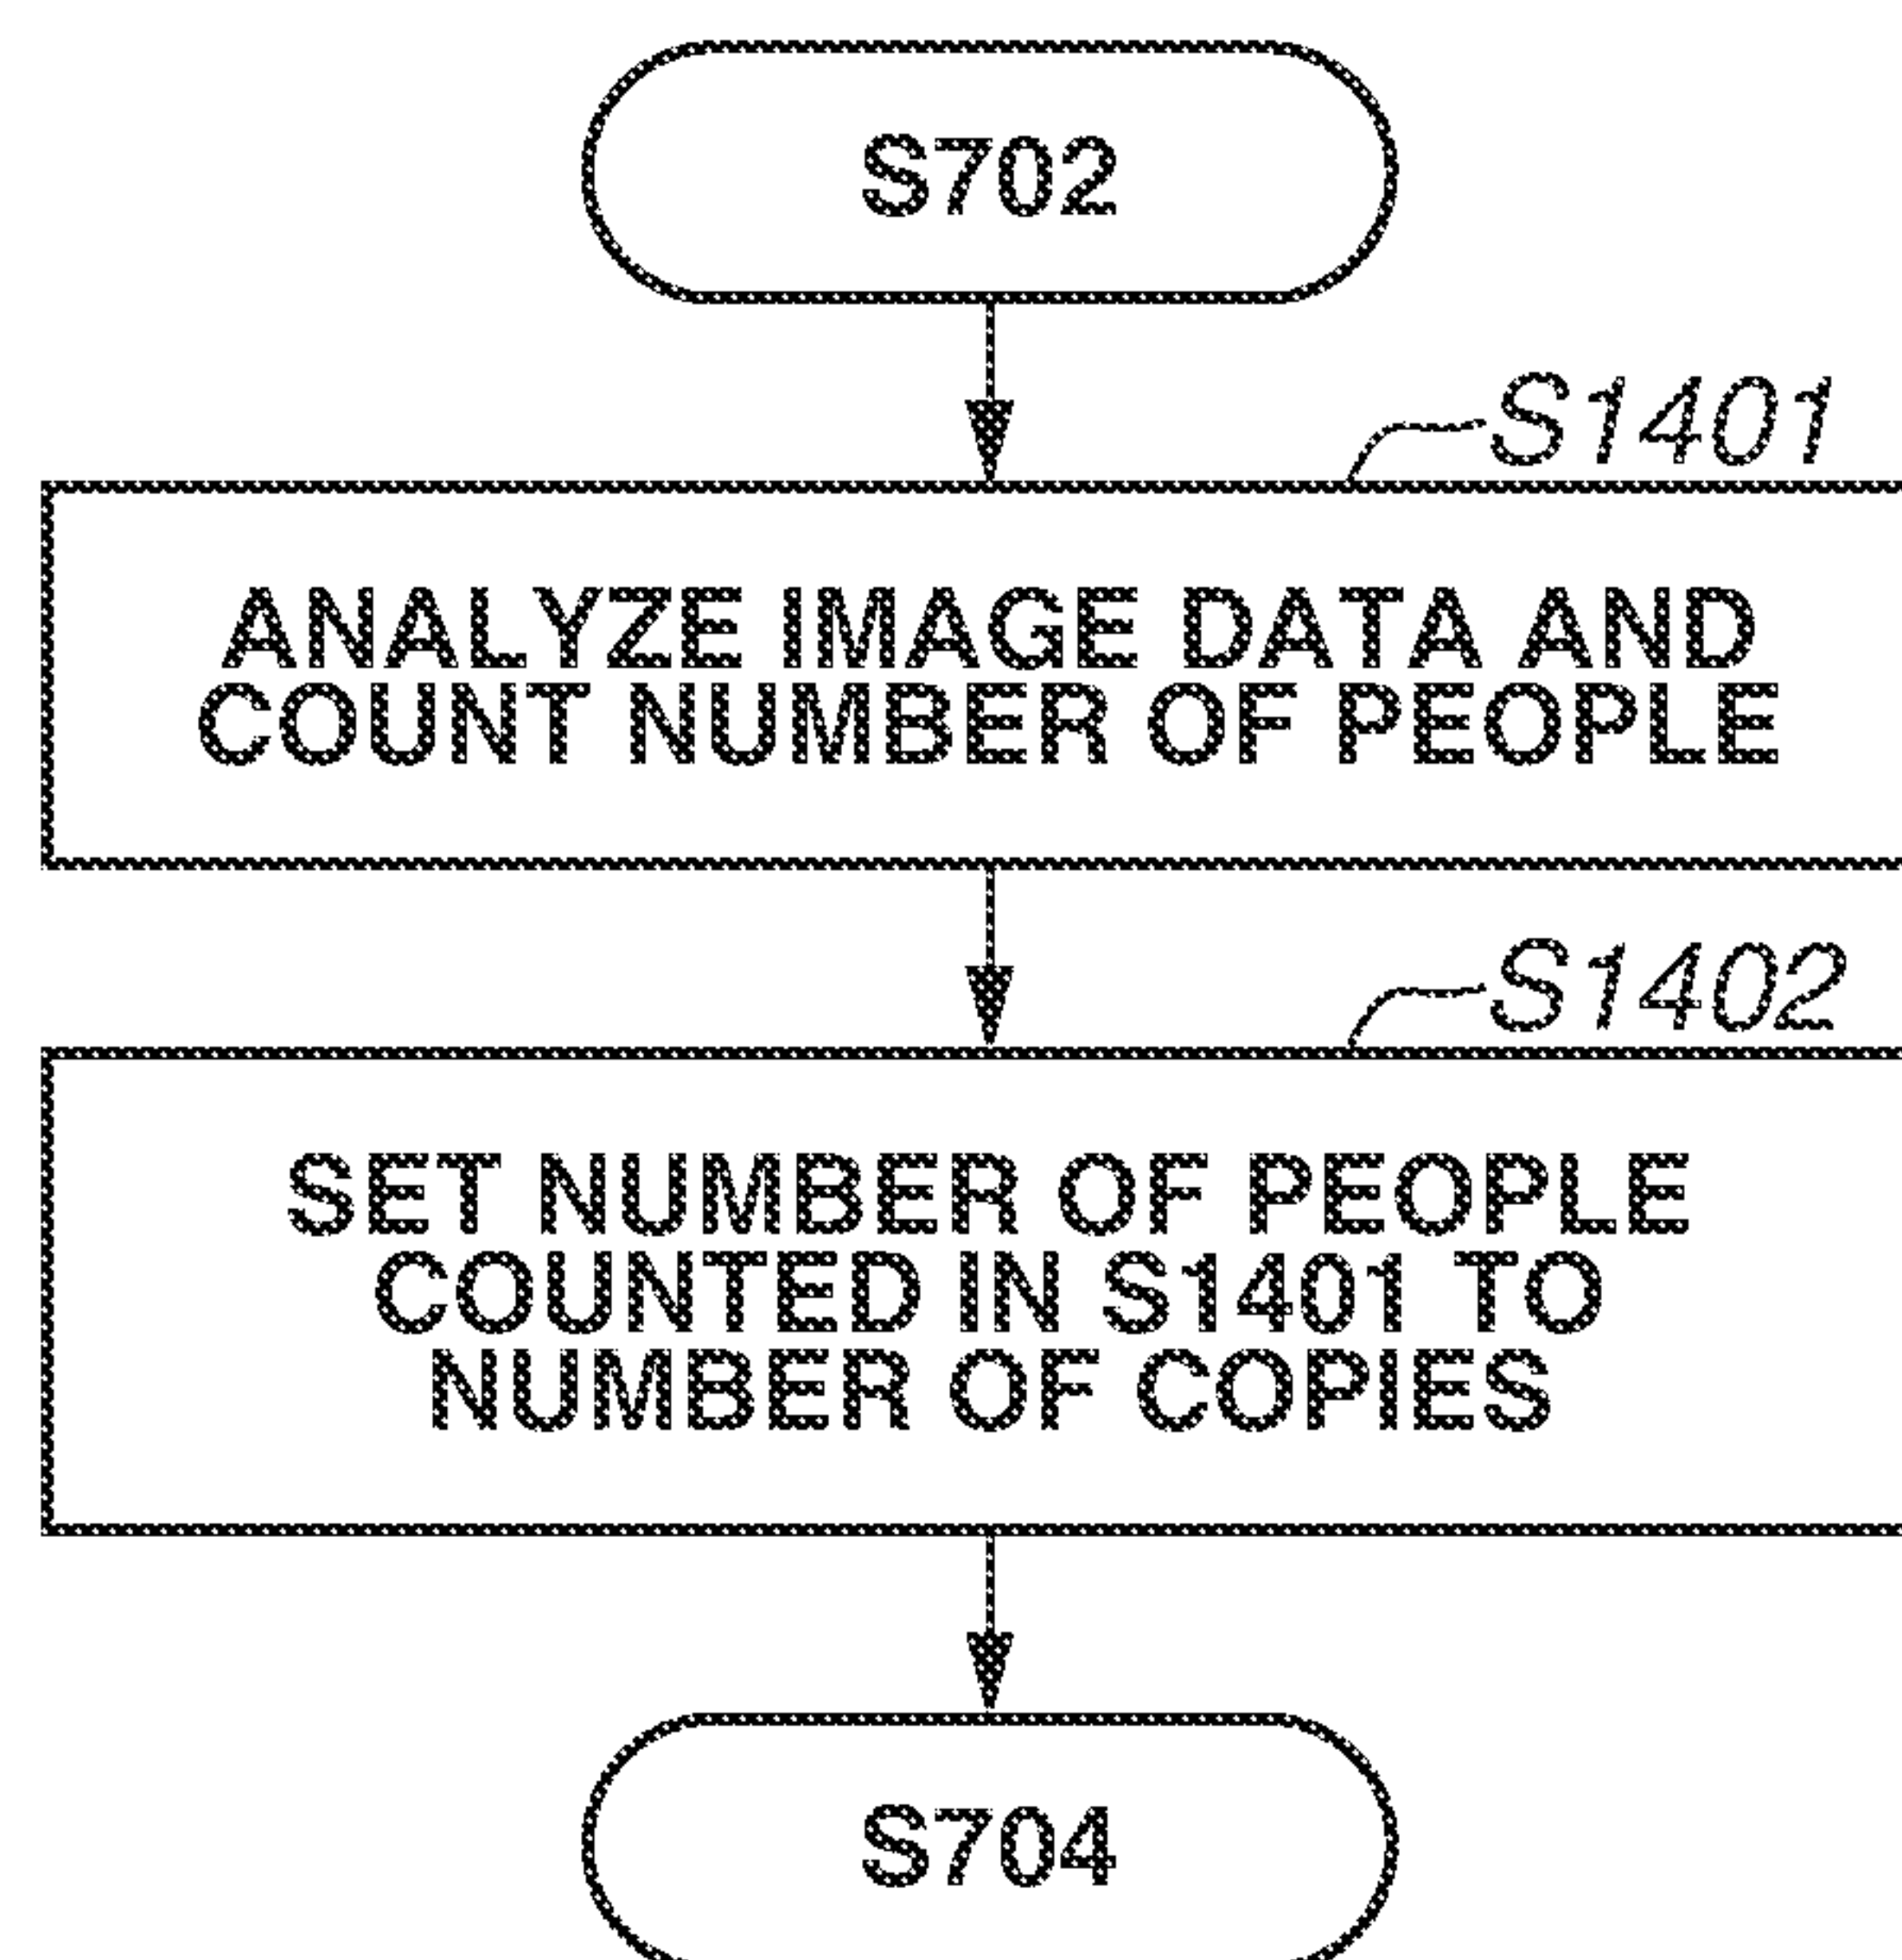 S702
S1401
ANALYZE IMAGE DATA AND
COUNT NUMBER OF PEOPLE
S1402
SET NUMBER OF PEOPLE
COUNTED IN S1401 TO
NUMBER OF COPIES
S704